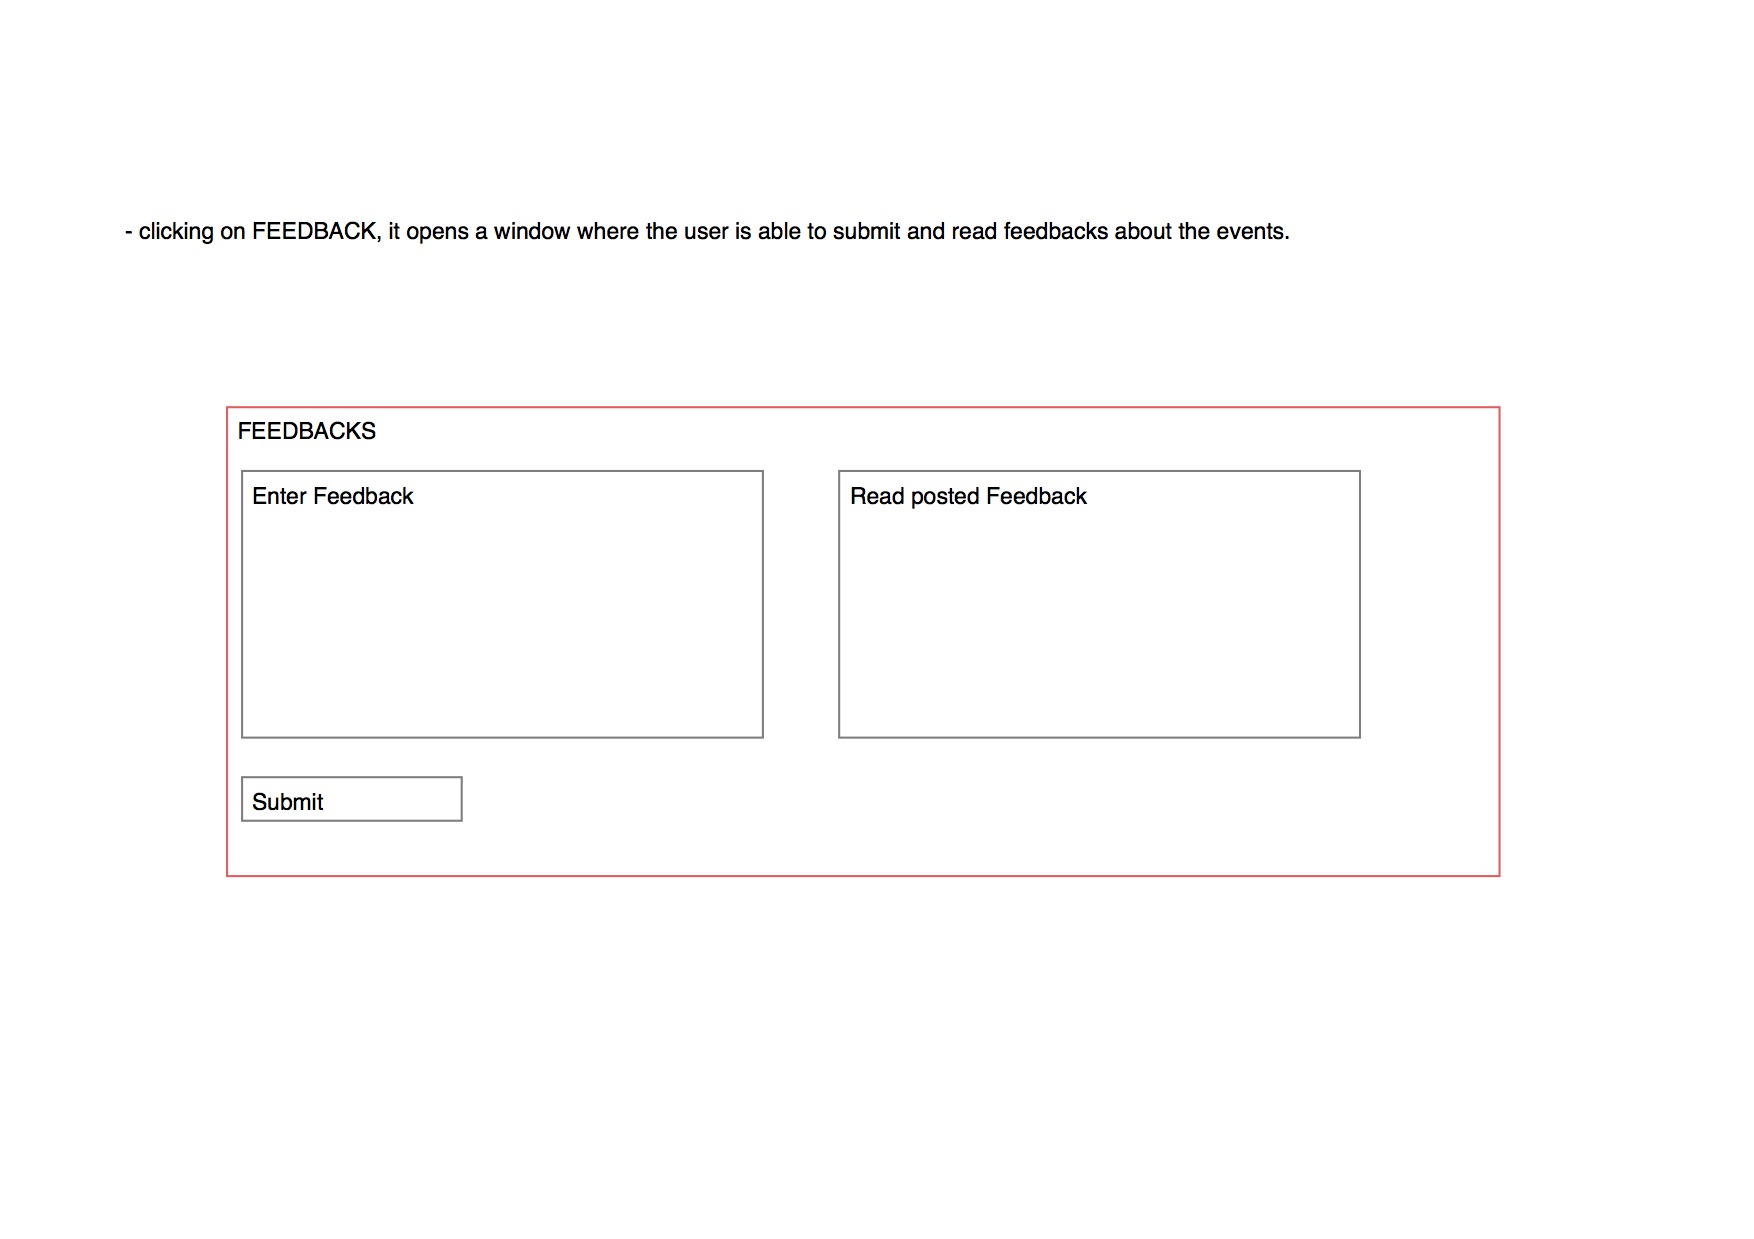 - clicking on FEEDBACK, it opens a window where the user is able to submit and read feedbacks about the events.
FEEDBACKS
Enter Feedback
Read posted Feedback
Submit